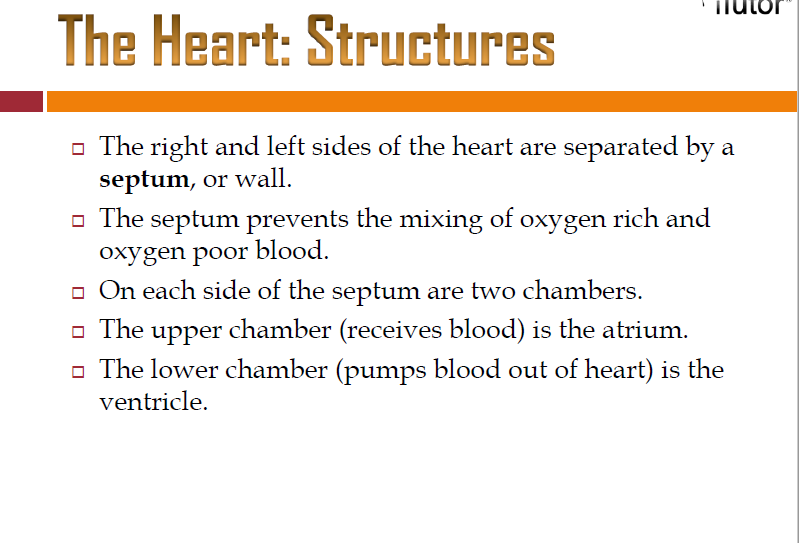 The Heart: Structures
The right and left sides of the heart are separated by a
septum, or wall.
The septum prevents the mixing of oxygen rich and
oxygen poor blood.
On each side of the septum are two chambers.
The upper chamber (receives blood) is the atrium.
The lower chamber (pumps blood out of heart) is the
ventricle.